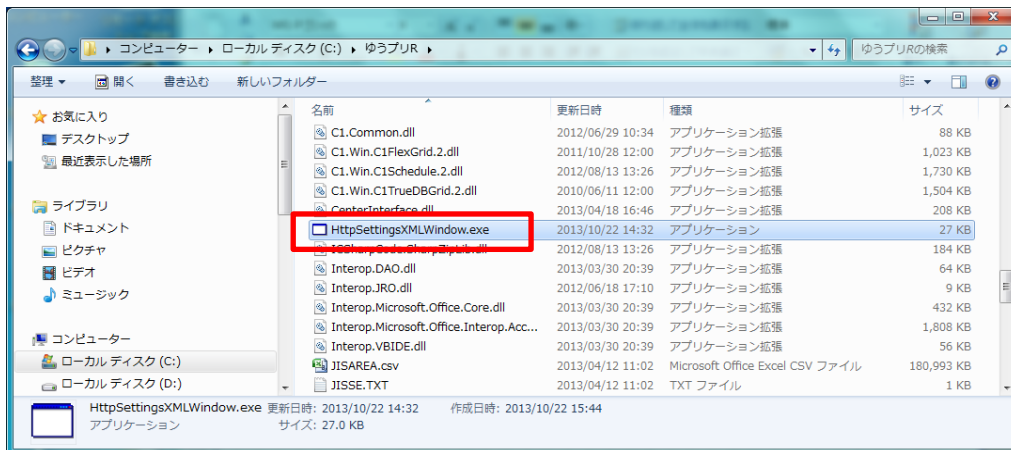 コンピューター ▸ ローカル ディスク (C:) ▸ ゆうプリR ▸ ゆうプリRの検索
整理 開く 書き込む 新しいフォルダー
お気に入り
デスクトップ
最近表示した場所
ライブラリ
ドキュメント
ピクチャ
ビデオ
ミュージック
コンピューター
ローカル ディスク (C:)
ローカル ディスク (D:)
名前 更新日時 種類 サイズ
C1.Common.dll 2012/06/29 10:34 アプリケーション拡張 88 KB
C1.Win.C1FlexGrid.2.dll 2011/10/28 12:00 アプリケーション拡張 1,023 KB
C1.Win.C1Schedule.2.dll 2012/08/13 13:26 アプリケーション拡張 1,730 KB
C1.Win.C1TrueDBGrid.2.dll 2010/06/11 12:00 アプリケーション拡張 1,504 KB
CenterInterface.dll 2013/04/18 16:46 アプリケーション拡張 208 KB
HttpSettingsXMLWindow.exe 2013/10/22 14:32 アプリケーション 27 KB
ICSharpCode.SharpZipLib.dll 2012/08/13 13:26 アプリケーション拡張 184 KB
Interop.DAO.dll 2013/03/30 20:39 アプリケーション拡張 64 KB
Interop.JRO.dll 2012/06/18 17:10 アプリケーション拡張 9 KB
Interop.Microsoft.Office.Core.dll 2013/03/30 20:39 アプリケーション拡張 432 KB
Interop.Microsoft.Office.Interop.Acc... 2013/03/30 20:39 アプリケーション拡張 1,808 KB
Interop.VBIDE.dll 2013/03/30 20:39 アプリケーション拡張 56 KB
JISAREA.csv 2013/04/12 11:02 Microsoft Office Excel CSV ファイル 180,993 KB
JISSE.TXT 2013/04/12 11:02 TXT ファイル 1 KB
HttpSettingsXMLWindow.exe 更新日時: 2013/10/22 14:32 作成日時: 2013/10/22 15:44
アプリケーション サイズ: 27.0 KB